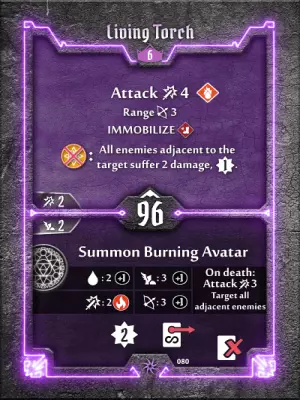 Living Torch
6
Attack 4
Range 3
IMMOBILIZE
: All enemies adjacent to the
target suffer 2 damage, 1.
2
96
2
Summon Burning Avatar
: 2 +1 : 3 +1 On death:
Attack 3
: 2 : 3 +1 Target all
adjacent enemies
2
080